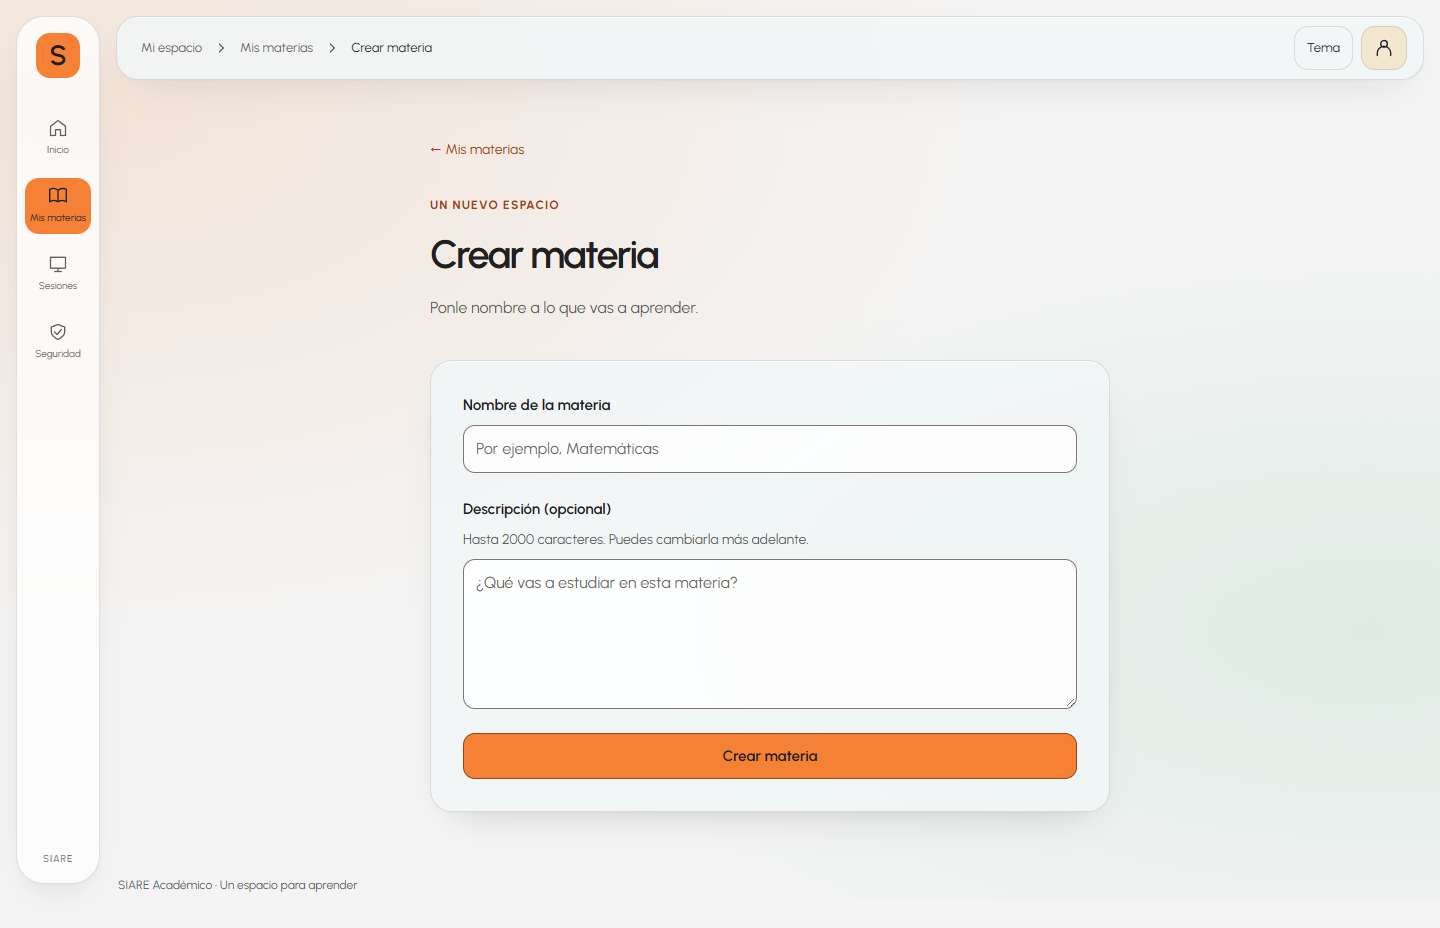 S
Inicio
Mis materias
Sesiones
Seguridad
SIARE
Mi espacio > Mis materias > Crear materia
Tema
← Mis materias
UN NUEVO ESPACIO
Crear materia
Ponle nombre a lo que vas a aprender.
Nombre de la materia
Por ejemplo, Matemáticas
Descripción (opcional)
Hasta 2000 caracteres. Puedes cambiarla más adelante.
¿Qué vas a estudiar en esta materia?
Crear materia
SIARE Académico · Un espacio para aprender